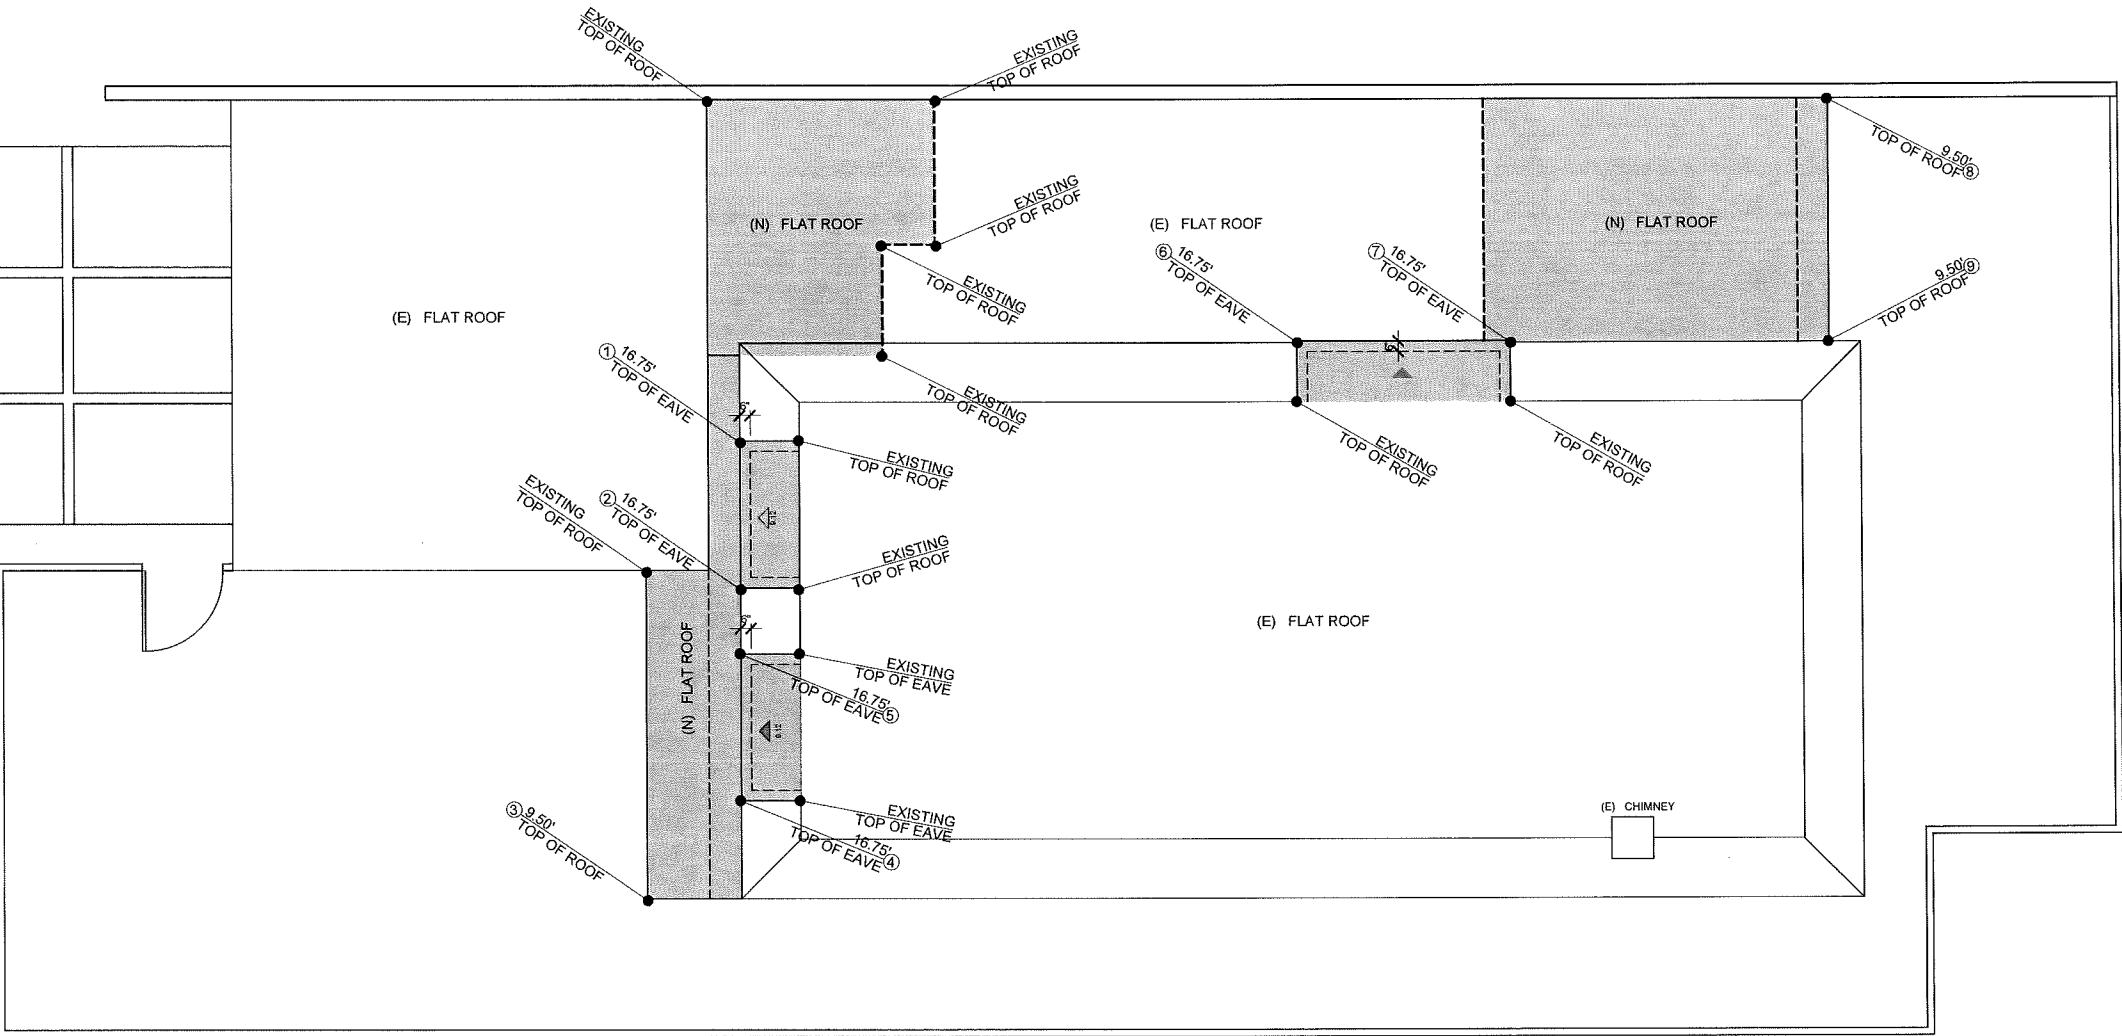 EXISTING
TOP OF ROOF
EXISTING
TOP OF ROOF
9.50' ⑧
TOP OF ROOF
EXISTING
TOP OF ROOF
(N) FLAT ROOF
(E) FLAT ROOF
(N) FLAT ROOF
⑥ 16.75'
TOP OF EAVE
⑦ 16.75'
TOP OF EAVE
9.50' ⑨
TOP OF ROOF
EXISTING
TOP OF ROOF
(E) FLAT ROOF
① 16.75'
TOP OF EAVE
6"
EXISTING
TOP OF ROOF
EXISTING
TOP OF ROOF
EXISTING
TOP OF ROOF
EXISTING
TOP OF ROOF
EXISTING
TOP OF ROOF
② 16.75'
TOP OF EAVE
EXISTING
TOP OF ROOF
6"
(E) FLAT ROOF
(N) FLAT ROOF
EXISTING
TOP OF EAVE
16.75' ⑤
TOP OF EAVE
③ 9.50'
TOP OF ROOF
EXISTING
TOP OF EAVE
16.75' ④
TOP OF EAVE
(E) CHIMNEY